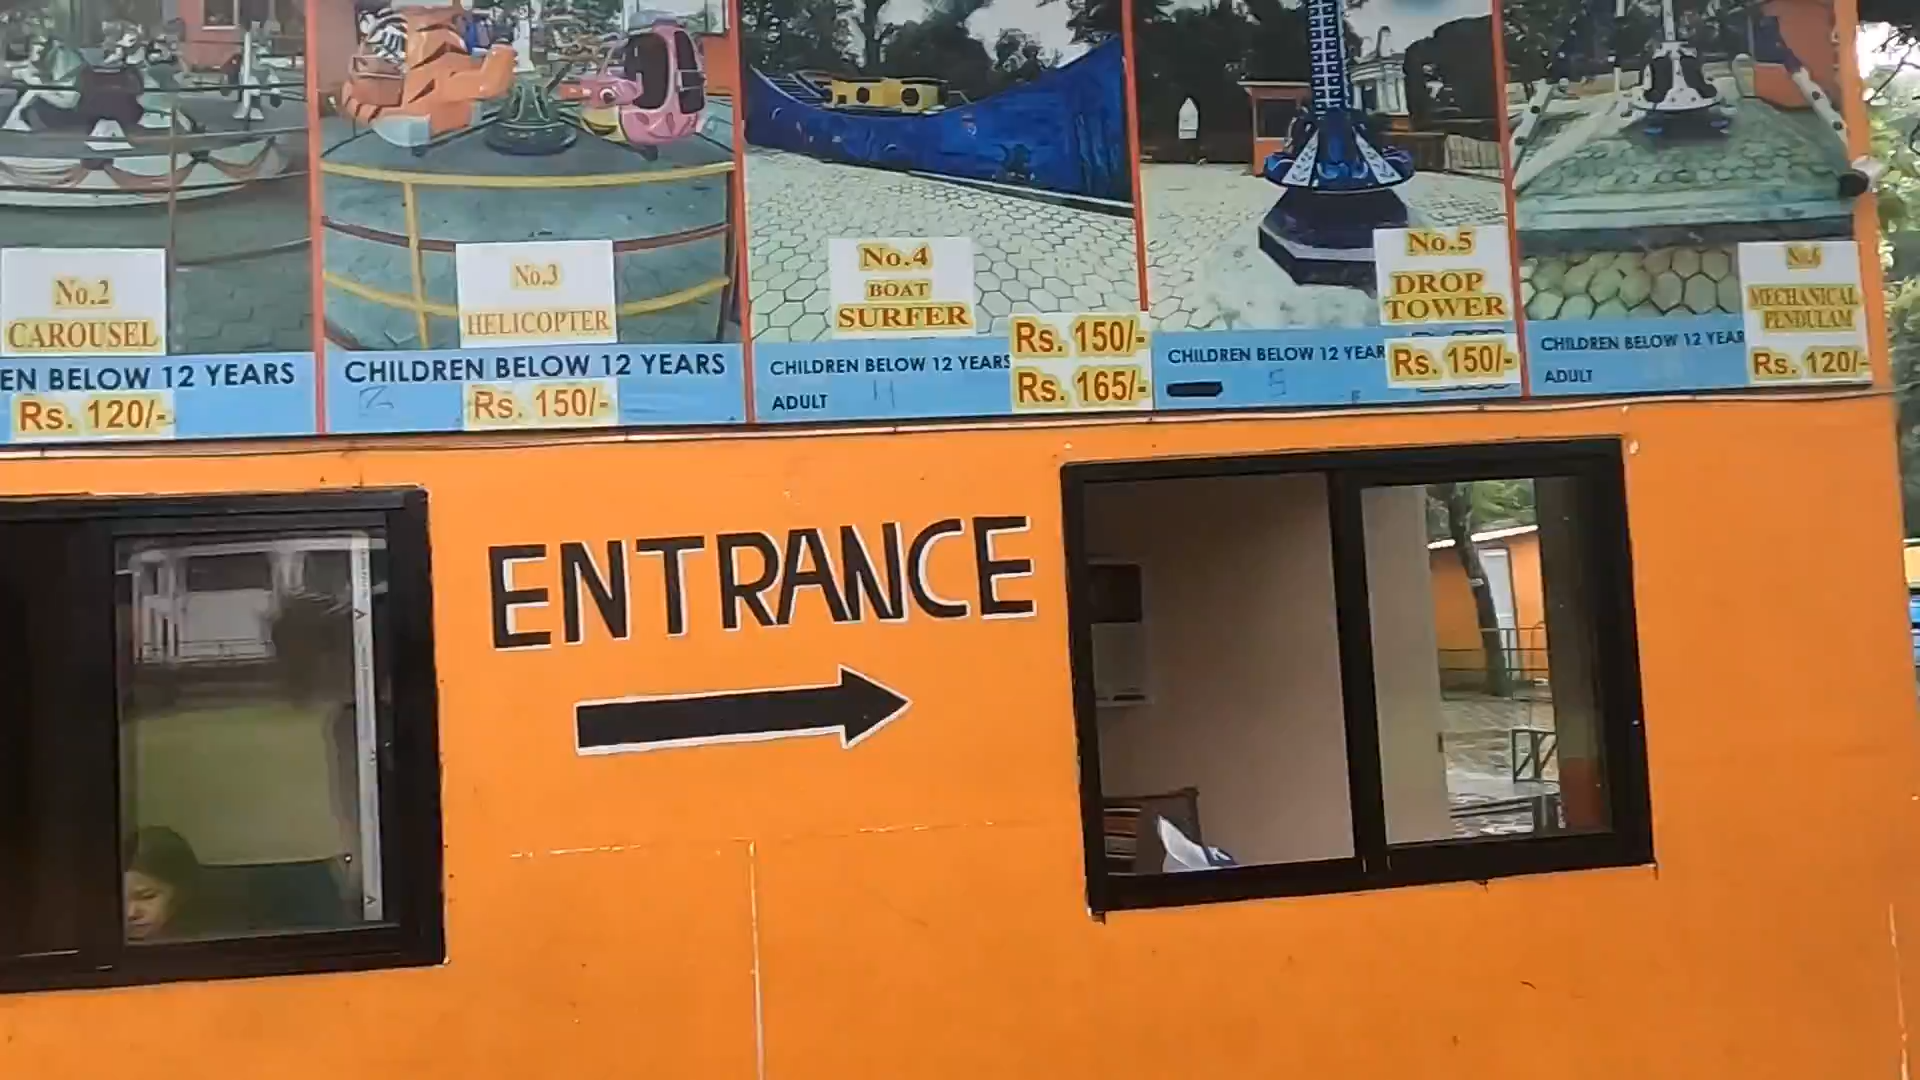 No.2
CAROUSEL
EN BELOW 12 YEARS
Rs. 120/-
No.3
HELICOPTER
CHILDREN BELOW 12 YEARS
Rs. 150/-
No.4
BOAT
SURFER
CHILDREN BELOW 12 YEARS Rs. 150/-
ADULT Rs. 165/-
No.5
DROP
TOWER
CHILDREN BELOW 12 YEAR Rs. 150/-
No.6
MECHANICAL
PENDULAM
CHILDREN BELOW 12 YEAR
ADULT Rs. 120/-
ENTRANCE